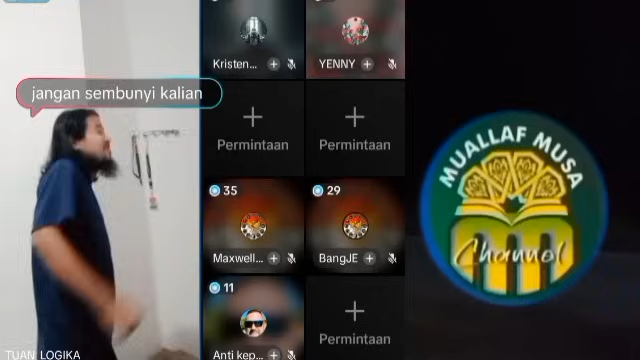 jangan sembunyi kalian
TUAN LOGIKA
Kristen...
YENNY
Permintaan
Permintaan
35
29
Maxwell...
BangJE
11
Anti kep...
Permintaan
MUALLAF MUSA
Channel